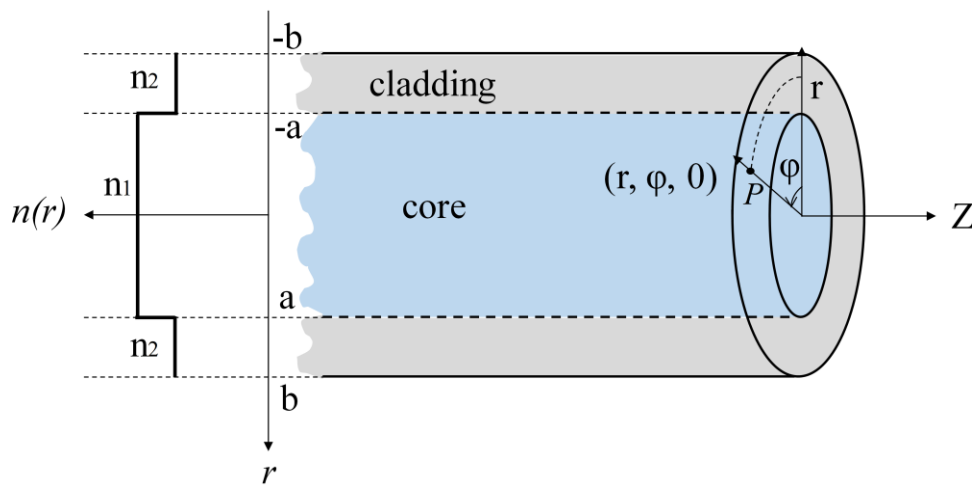 -b
n2
cladding
r
-a
n1
(r, φ, 0)
P
φ
n(r)
core
Z
a
n2
b
r